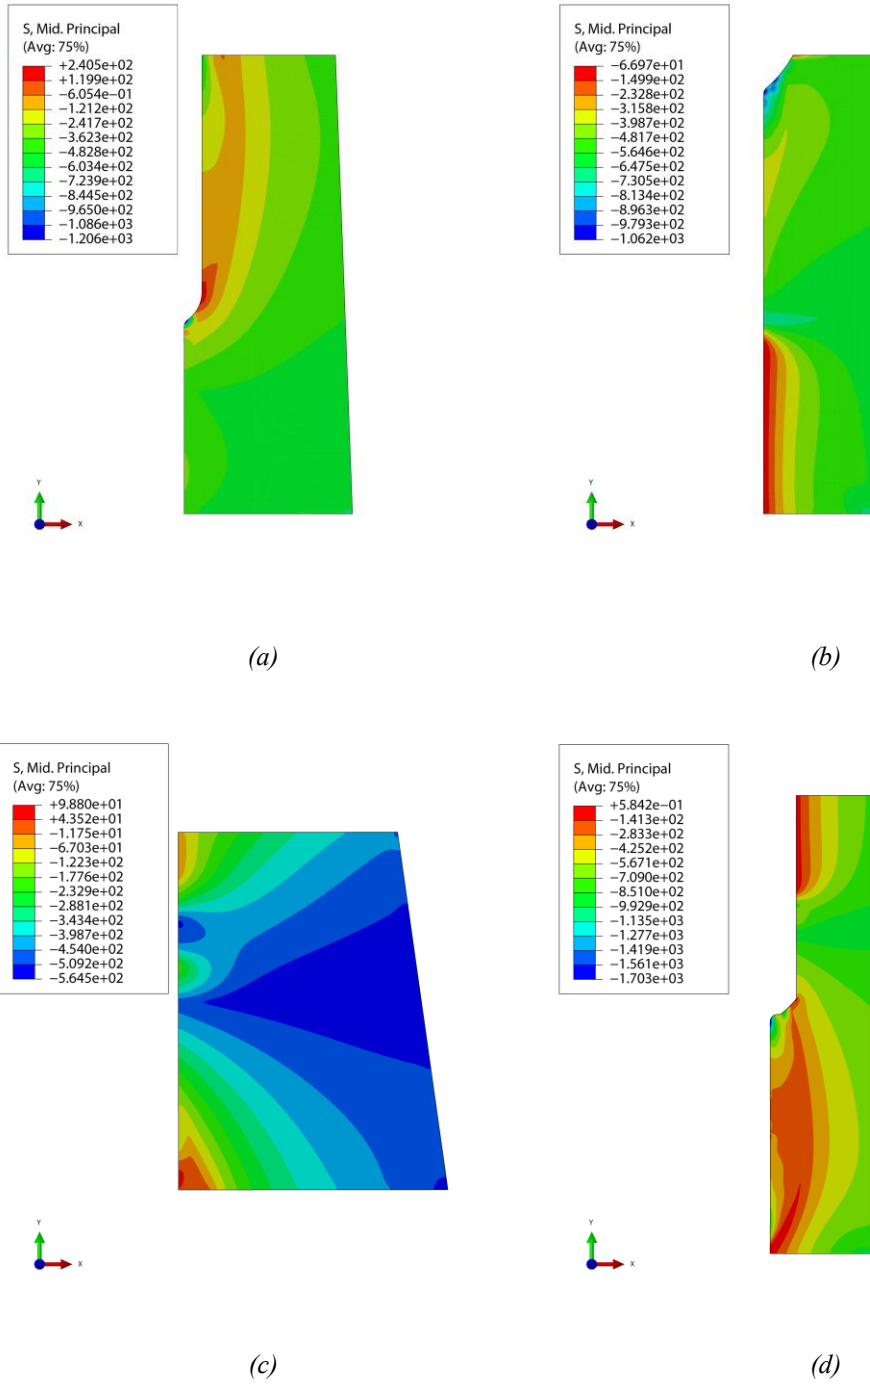 S, Mid. Principal
(Avg: 75%)
+2.405e+02
+1.199e+02
−6.054e−01
−1.212e+02
−2.417e+02
−3.623e+02
−4.828e+02
−6.034e+02
−7.239e+02
−8.445e+02
−9.650e+02
−1.086e+03
−1.206e+03
Y
X
(a)
S, Mid. Principal
(Avg: 75%)
−6.697e+01
−1.499e+02
−2.328e+02
−3.158e+02
−3.987e+02
−4.817e+02
−5.646e+02
−6.475e+02
−7.305e+02
−8.134e+02
−8.963e+02
−9.793e+02
−1.062e+03
Y
X
(b)
S, Mid. Principal
(Avg: 75%)
+9.880e+01
+4.352e+01
−1.175e+01
−6.703e+01
−1.223e+02
−1.776e+02
−2.329e+02
−2.881e+02
−3.434e+02
−3.987e+02
−4.540e+02
−5.092e+02
−5.645e+02
Y
X
(c)
S, Mid. Principal
(Avg: 75%)
+5.842e−01
−1.413e+02
−2.833e+02
−4.252e+02
−5.671e+02
−7.090e+02
−8.510e+02
−9.929e+02
−1.135e+03
−1.277e+03
−1.419e+03
−1.561e+03
−1.703e+03
Y
X
(d)